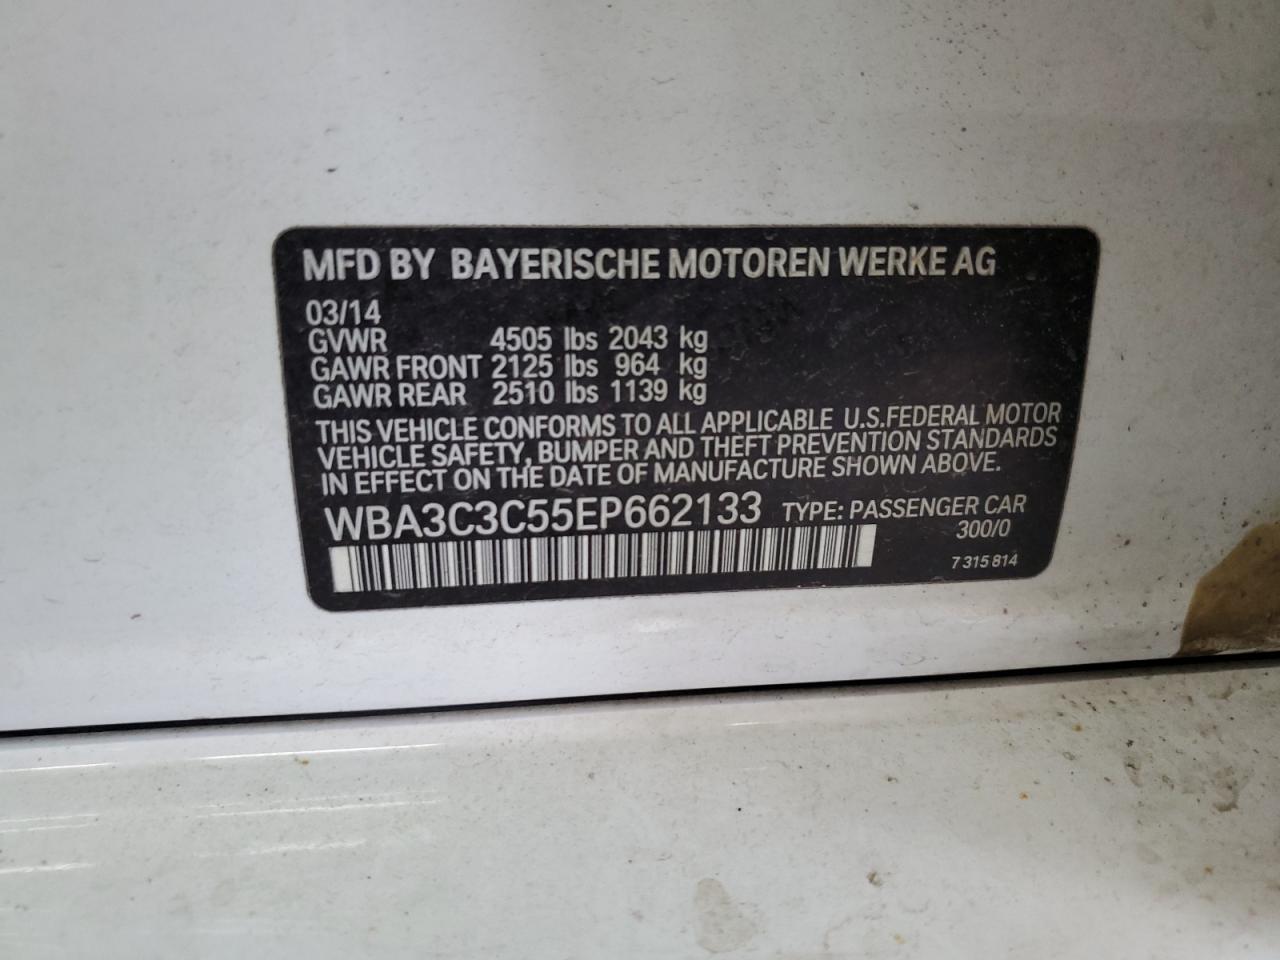 MFD BY BAYERISCHE MOTOREN WERKE AG
03/14
GVWR 4505 lbs 2043 kg
GAWR FRONT 2125 lbs 964 kg
GAWR REAR 2510 lbs 1139 kg
THIS VEHICLE CONFORMS TO ALL APPLICABLE U.S.FEDERAL MOTOR
VEHICLE SAFETY, BUMPER AND THEFT PREVENTION STANDARDS
IN EFFECT ON THE DATE OF MANUFACTURE SHOWN ABOVE.
WBA3C3C55EP662133 TYPE: PASSENGER CAR
300/0
7 315 814